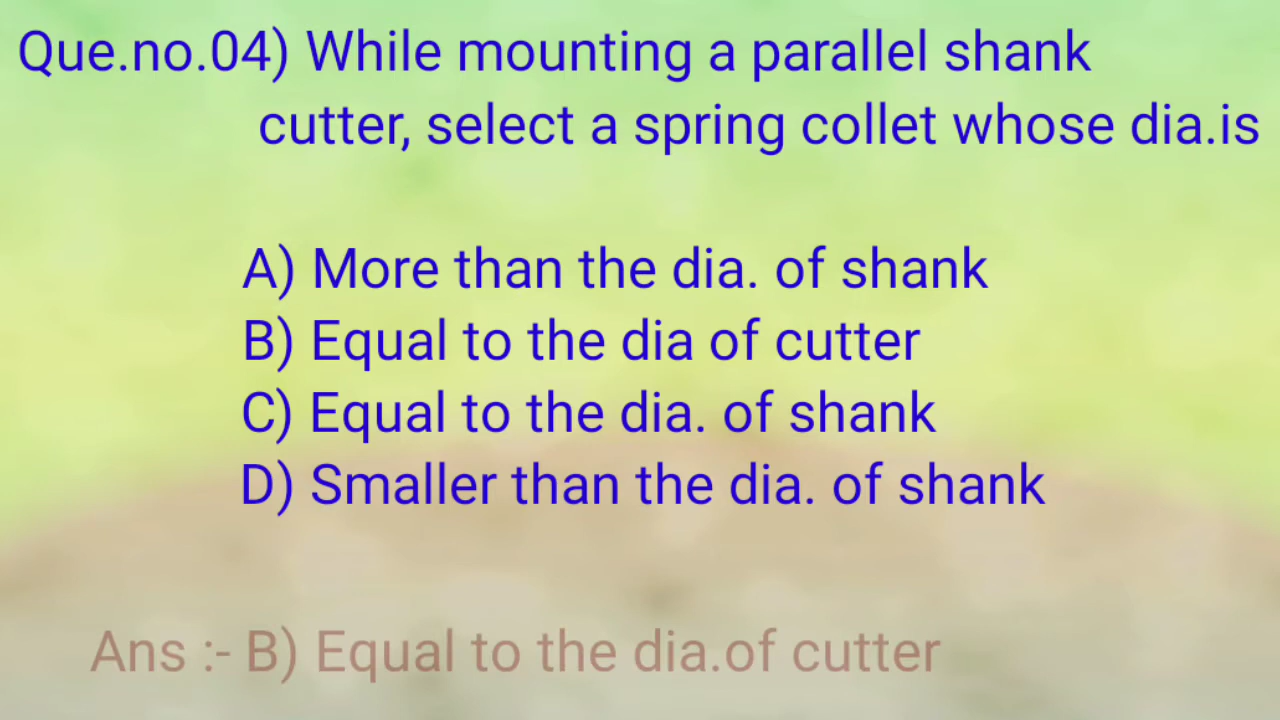 Que.no.04) While mounting a parallel shank
cutter, select a spring collet whose dia.is
A) More than the dia. of shank
B) Equal to the dia of cutter
C) Equal to the dia. of shank
D) Smaller than the dia. of shank
Ans :- B) Equal to the dia.of cutter